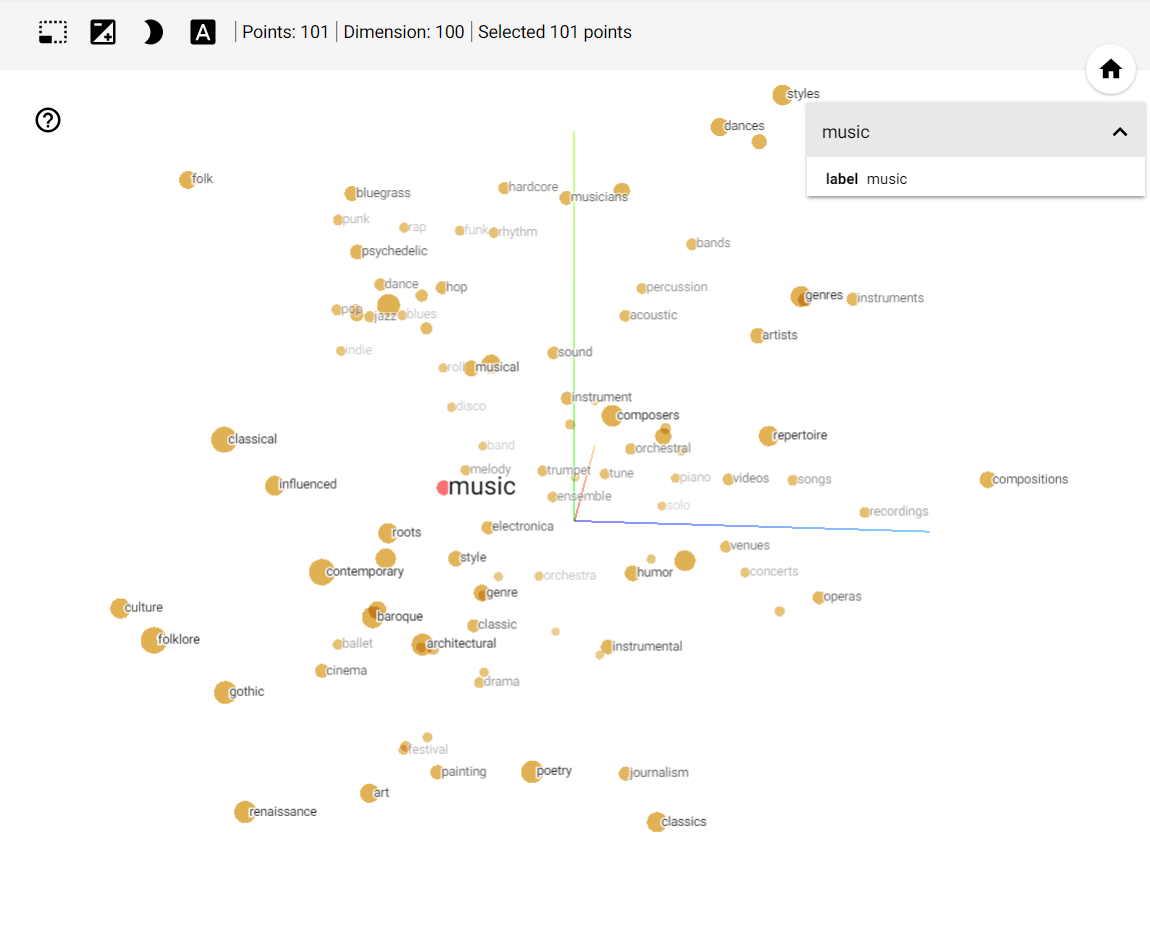 A Points: 101 Dimension: 100 Selected 101 points
styles
dances
music
label music
folk
bluegrass
hardcore
musicians
punk
rap
funk
rhythm
psychedelic
bands
dance
hop
percussion
genres
instruments
pop
jazz
blues
acoustic
artists
indie
sound
roll
musical
instrument
disco
composers
classical
band
orchestral
repertoire
melody
trumpet
tune
piano
videos
songs
compositions
influenced
music
ensemble
solo
recordings
roots
electronica
venues
style
contemporary
orchestra
humor
concerts
genre
operas
culture
baroque
classic
folklore
ballet
architectural
instrumental
cinema
drama
gothic
festival
painting
poetry
journalism
art
renaissance
classics